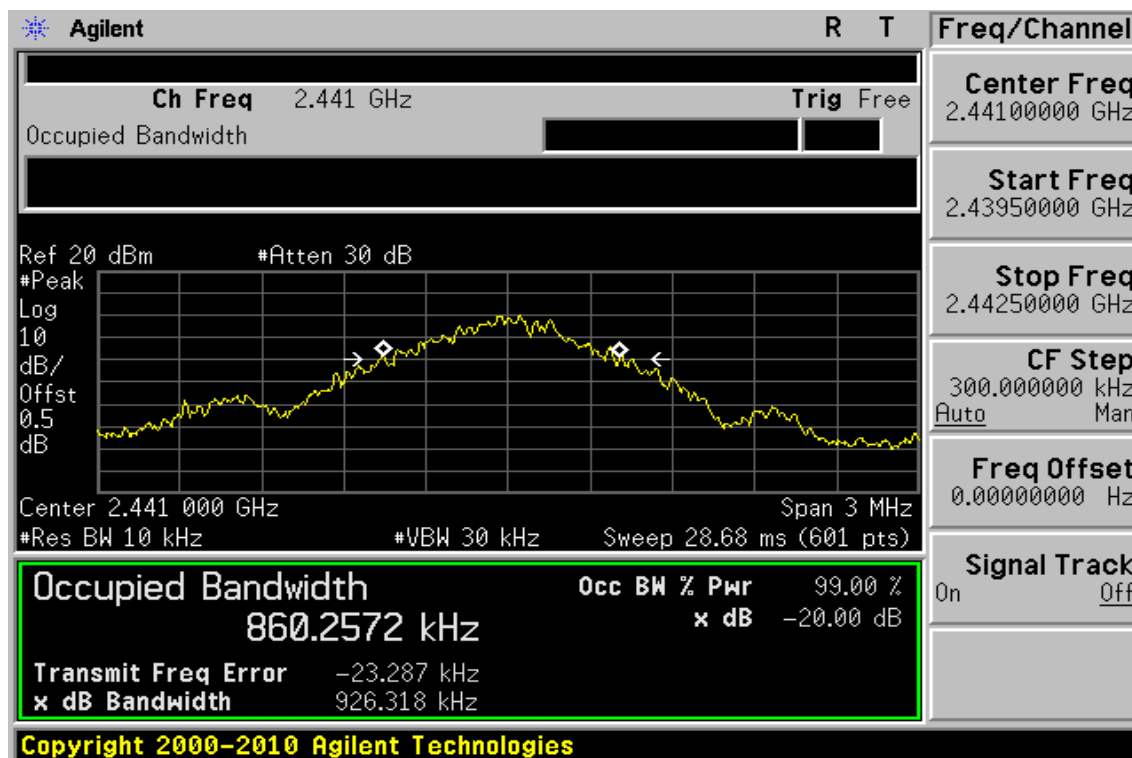 Agilent R T Freq/Channel
Ch Freq 2.441 GHz Trig Free
Occupied Bandwidth
Center Freq
2.44100000 GHz
Start Freq
2.43950000 GHz
Stop Freq
2.44250000 GHz
CF Step
300.000000 kHz
Auto Man
Freq Offset
0.00000000 Hz
Signal Track
On Off
Ref 20 dBm #Atten 30 dB
#Peak
Log
10
dB/
Offst
0.5
dB
Center 2.441 000 GHz Span 3 MHz
#Res BW 10 kHz #VBW 30 kHz Sweep 28.68 ms (601 pts)
Occupied Bandwidth Occ BW % Pwr 99.00 %
860.2572 kHz x dB -20.00 dB
Transmit Freq Error -23.287 kHz
x dB Bandwidth 926.318 kHz
Copyright 2000-2010 Agilent Technologies